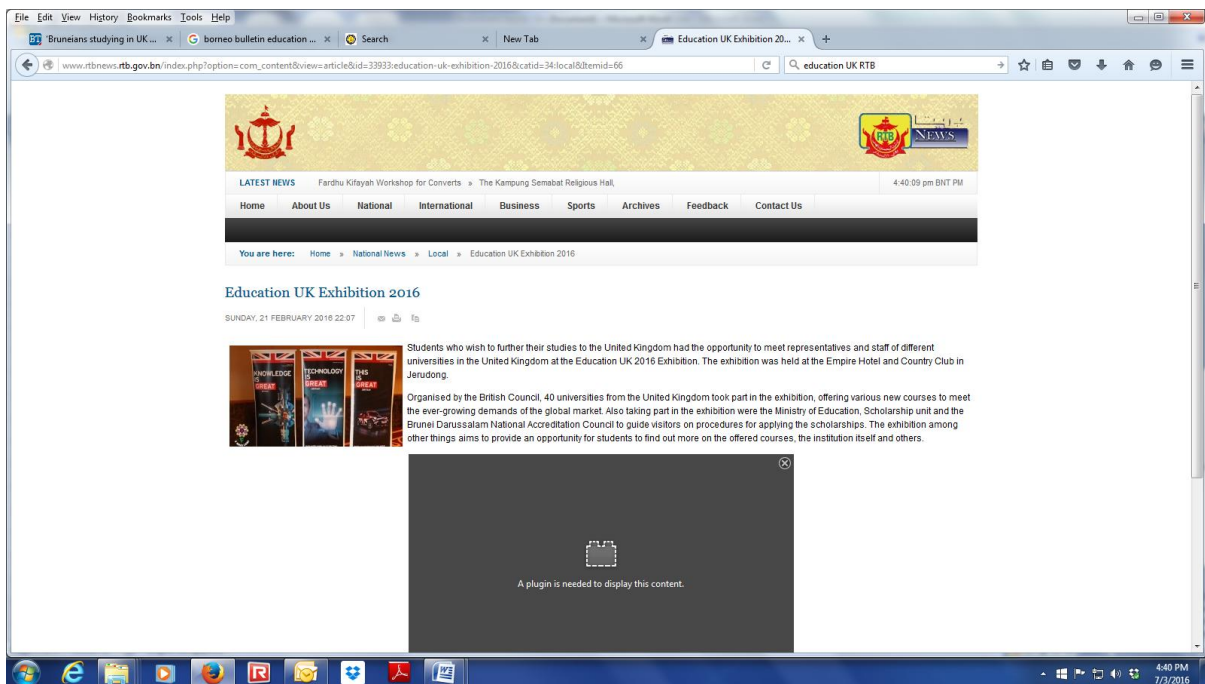 File Edit View History Bookmarks Tools Help
'Bruneians studying in UK ... × borneo bulletin education ... × Search × New Tab × Education UK Exhibition 20... × +
www.rtbnews.rtb.gov.bn/index.php?option=com_content&view=article&id=33933:education-uk-exhibition-2016&catid=34:local&Itemid=66 education UK RTB
RTB NEWS
LATEST NEWS Fardhu Kifayah Workshop for Converts » The Kampung Sembat Religious Hall, 4:40:09 pm BNT PM
Home About Us National International Business Sports Archives Feedback Contact Us
You are here: Home » National News » Local » Education UK Exhibition 2016
Education UK Exhibition 2016
SUNDAY, 21 FEBRUARY 2016 22:07
KNOWLEDGE IS GREAT
TECHNOLOGY IS GREAT
THIS IS GREAT
Students who wish to further their studies to the United Kingdom had the opportunity to meet representatives and staff of different
universities in the United Kingdom at the Education UK 2016 Exhibition. The exhibition was held at the Empire Hotel and Country Club in
Jerudong.
Organised by the British Council, 40 universities from the United Kingdom took part in the exhibition, offering various new courses to meet
the ever-growing demands of the global market. Also taking part in the exhibition were the Ministry of Education, Scholarship unit and the
Brunei Darussalam National Accreditation Council to guide visitors on procedures for applying the scholarships. The exhibition among
other things aims to provide an opportunity for students to find out more on the offered courses, the institution itself and others.
A plugin is needed to display this content.
4:40 PM
7/3/2016